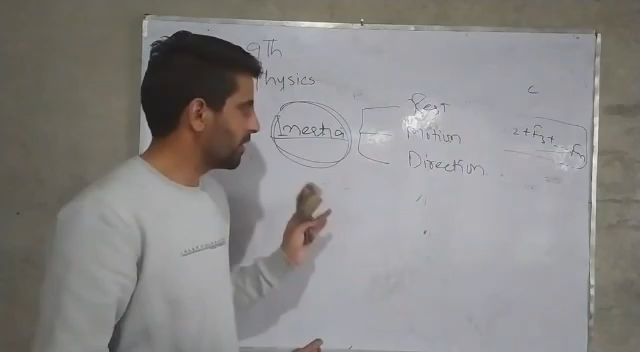 9Th
Physics
Inertia
Rest
Motion
Direction